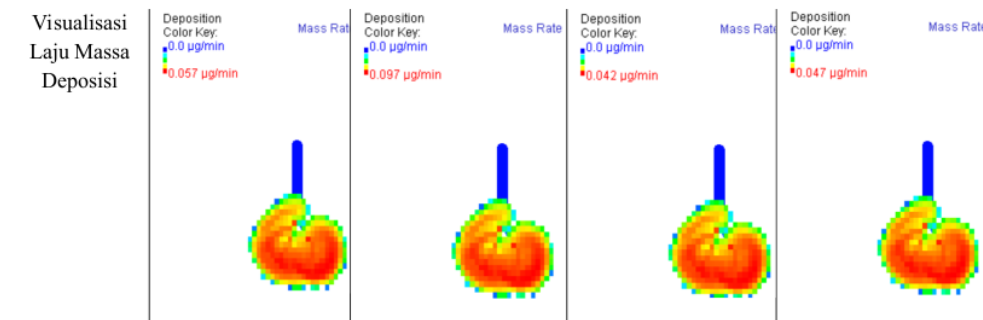 Visualisasi
Laju Massa
Deposisi
Deposition
Color Key:
Mass Rat
0.0 µg/min
0.057 µg/min
Deposition
Color Key:
Mass Rate
0.0 µg/min
0.097 µg/min
Deposition
Color Key:
Mass Rate
0.0 µg/min
0.042 µg/min
Deposition
Color Key:
Mass Rate
0.0 µg/min
0.047 µg/min